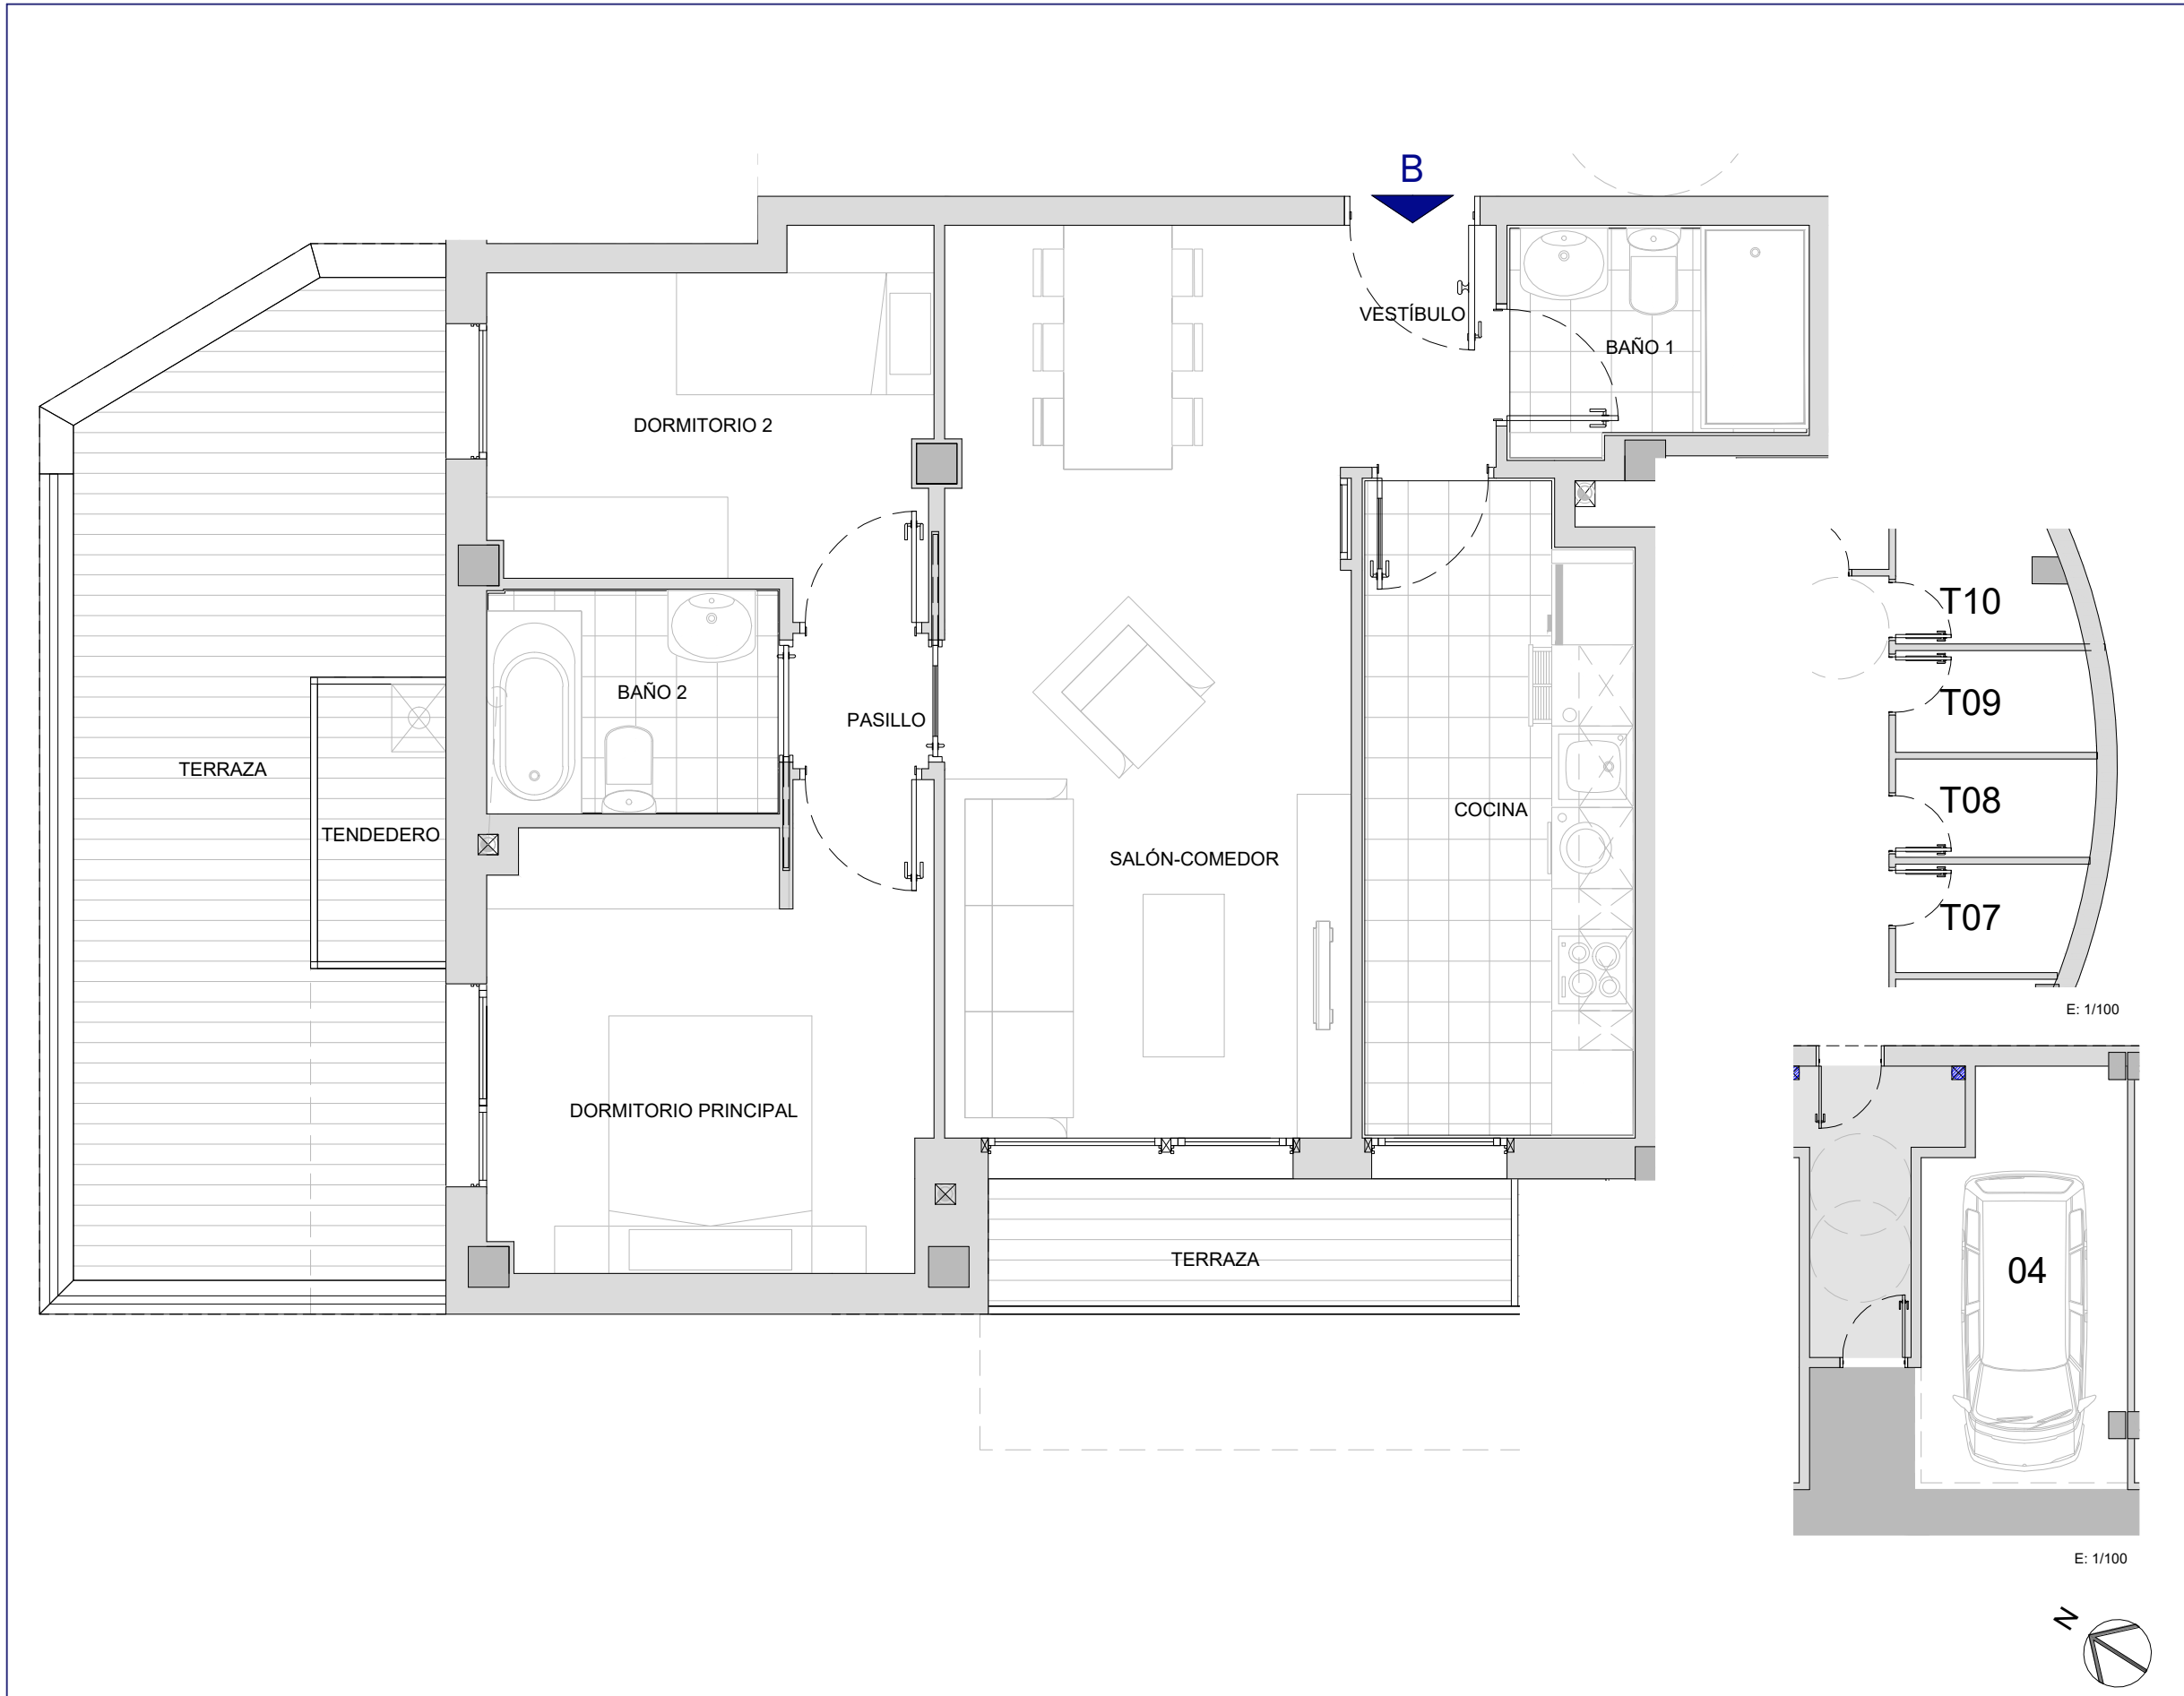 B
VESTÍBULO
BAÑO 1
DORMITORIO 2
T10
T09
BAÑO 2
PASILLO
TERRAZA
T08
COCINA
TENDEDERO
SALÓN-COMEDOR
T07
E: 1/100
DORMITORIO PRINCIPAL
TERRAZA
04
E: 1/100
N